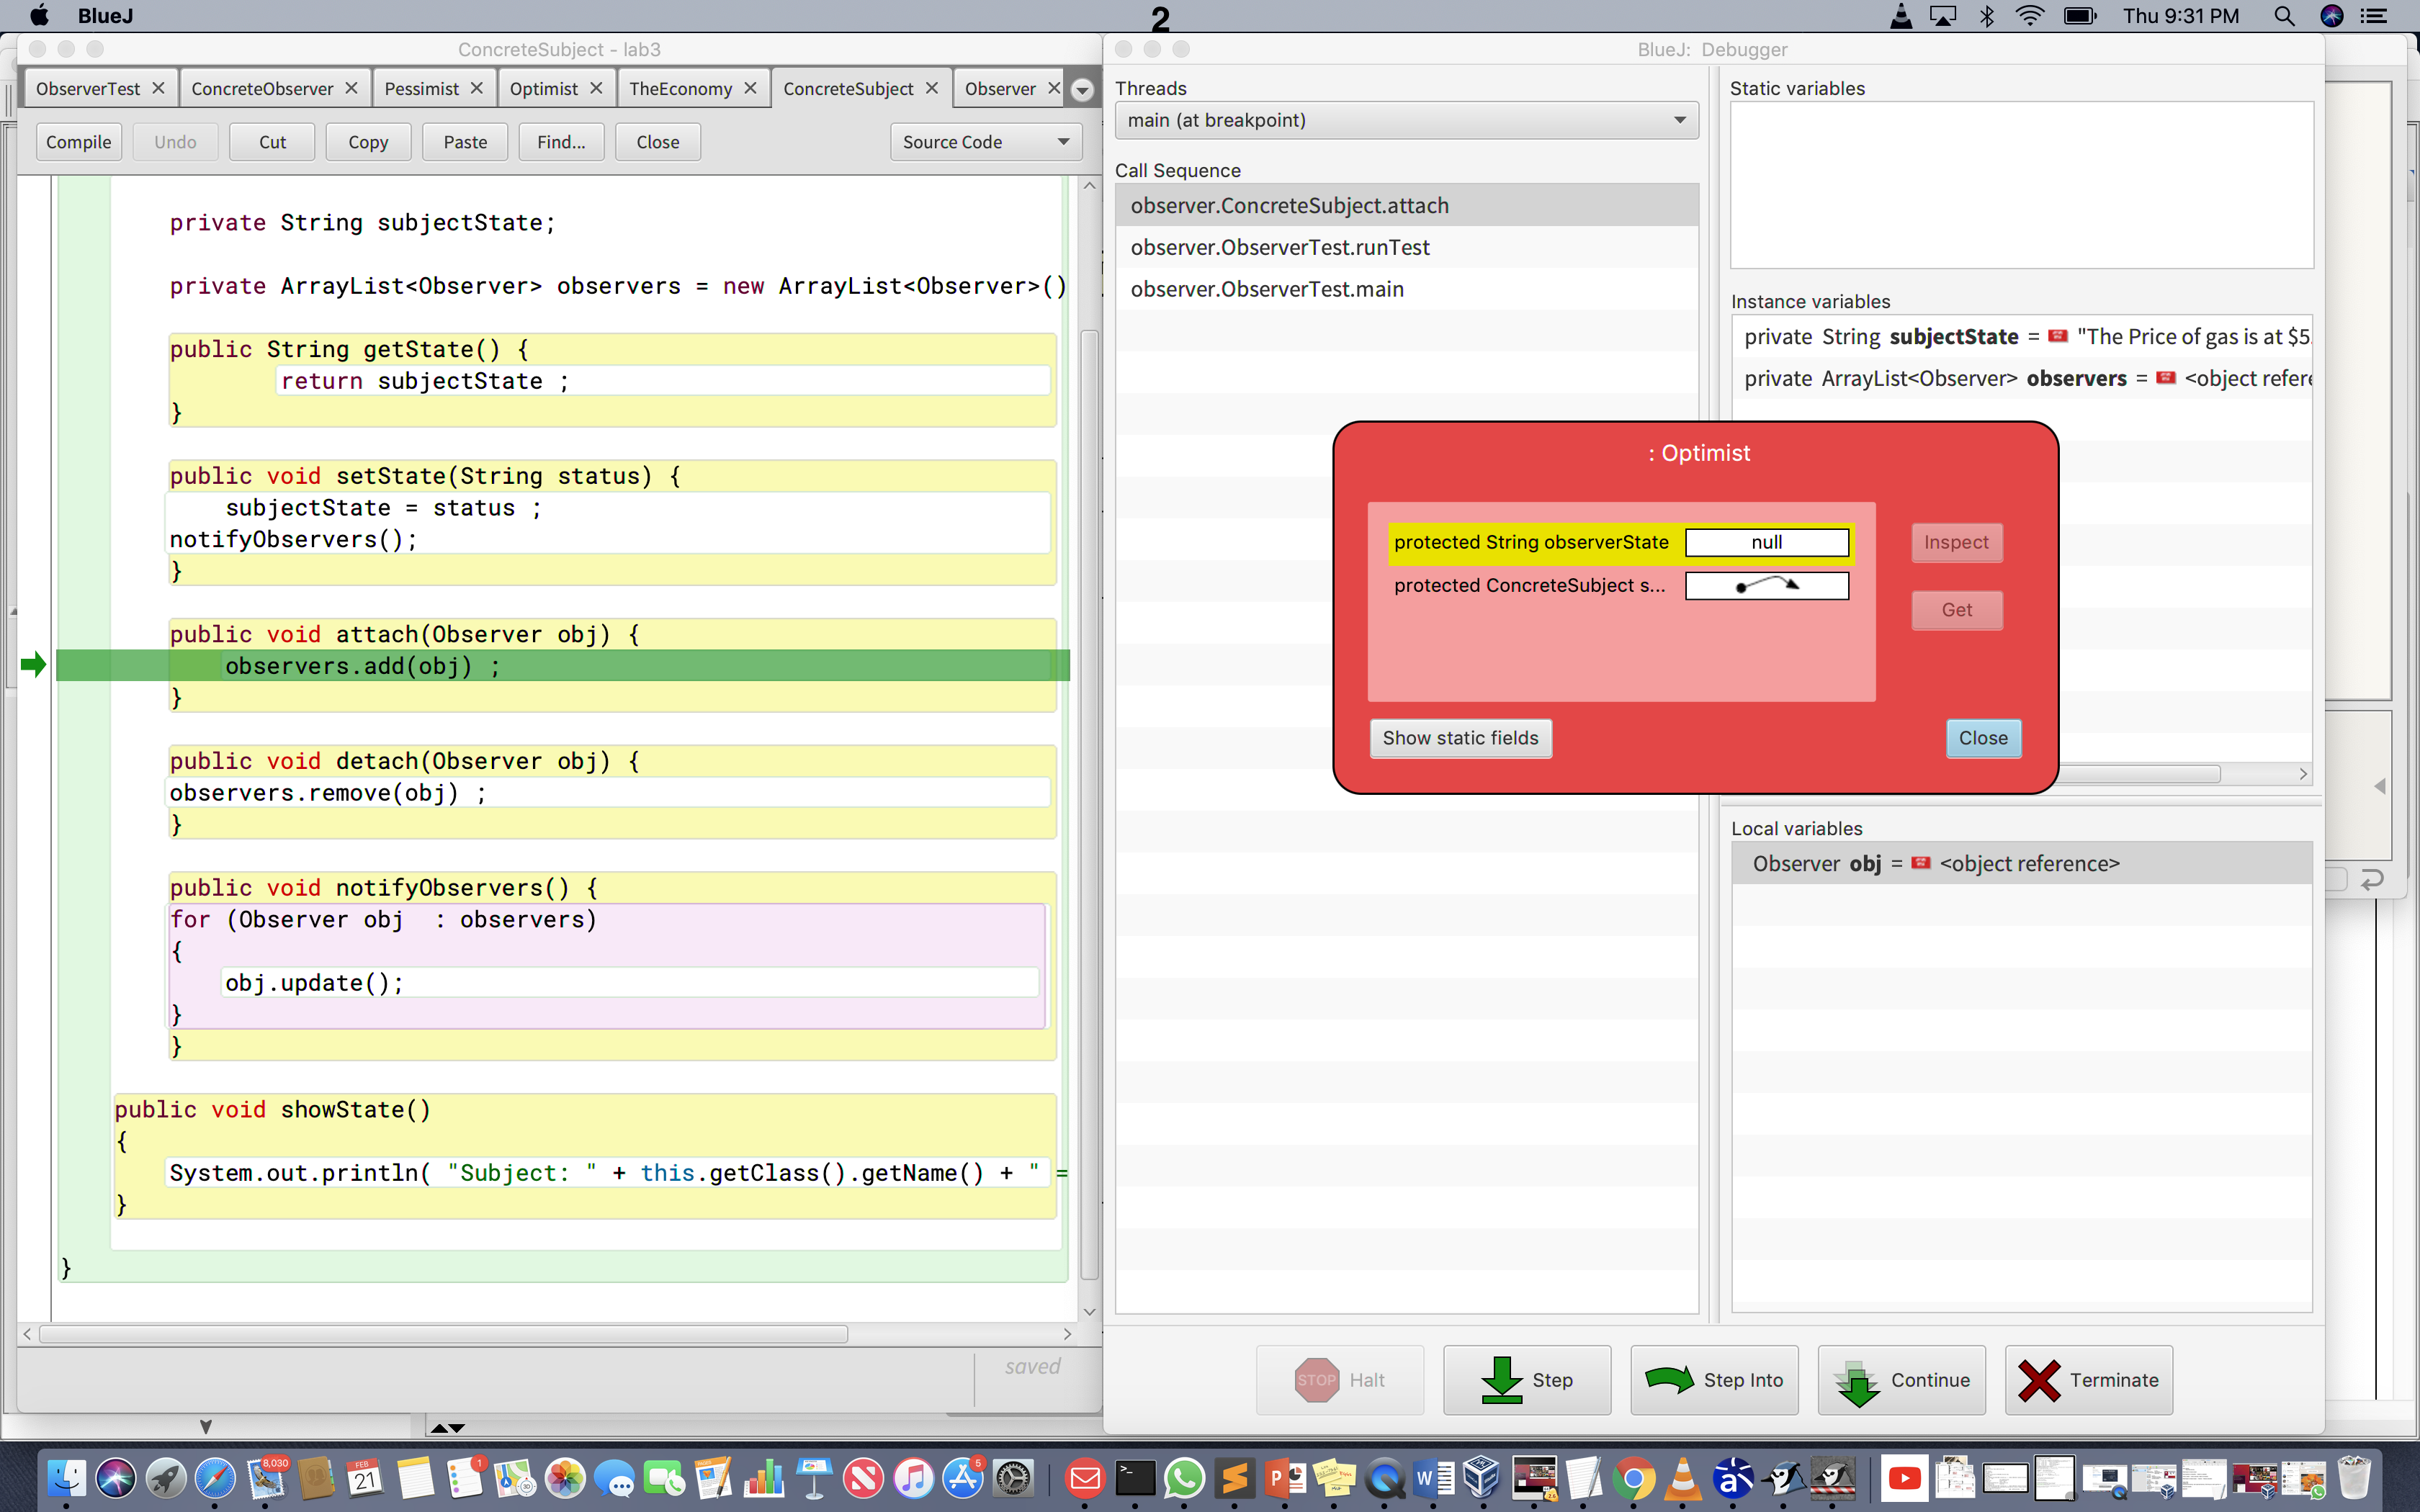 BlueJ
2
Thu 9:31 PM
ConcreteSubject - lab3
ObserverTest
ConcreteObserver
Pessimist
Optimist
TheEconomy
ConcreteSubject
Observer
Compile
Undo
Cut
Copy
Paste
Find...
Close
Source Code
private String subjectState;
private ArrayList<Observer> observers = new ArrayList<Observer>()
public String getState() {
return subjectState ;
}
public void setState(String status) {
subjectState = status ;
notifyObservers();
}
public void attach(Observer obj) {
observers.add(obj) ;
}
public void detach(Observer obj) {
observers.remove(obj) ;
}
public void notifyObservers() {
for (Observer obj  : observers)
{
obj.update();
}
}
public void showState()
{
System.out.println( "Subject: " + this.getClass().getName() + " =
}
}
saved
BlueJ:  Debugger
Threads
main (at breakpoint)
Call Sequence
observer.ConcreteSubject.attach
observer.ObserverTest.runTest
observer.ObserverTest.main
Static variables
Instance variables
private String subjectState = "The Price of gas is at $5.
private ArrayList<Observer> observers = <object refere
: Optimist
protected String observerState null
protected ConcreteSubject s...
Inspect
Get
Show static fields
Close
Local variables
Observer obj = <object reference>
STOP Halt
Step
Step Into
Continue
Terminate
8,030
FEB
21
1
5